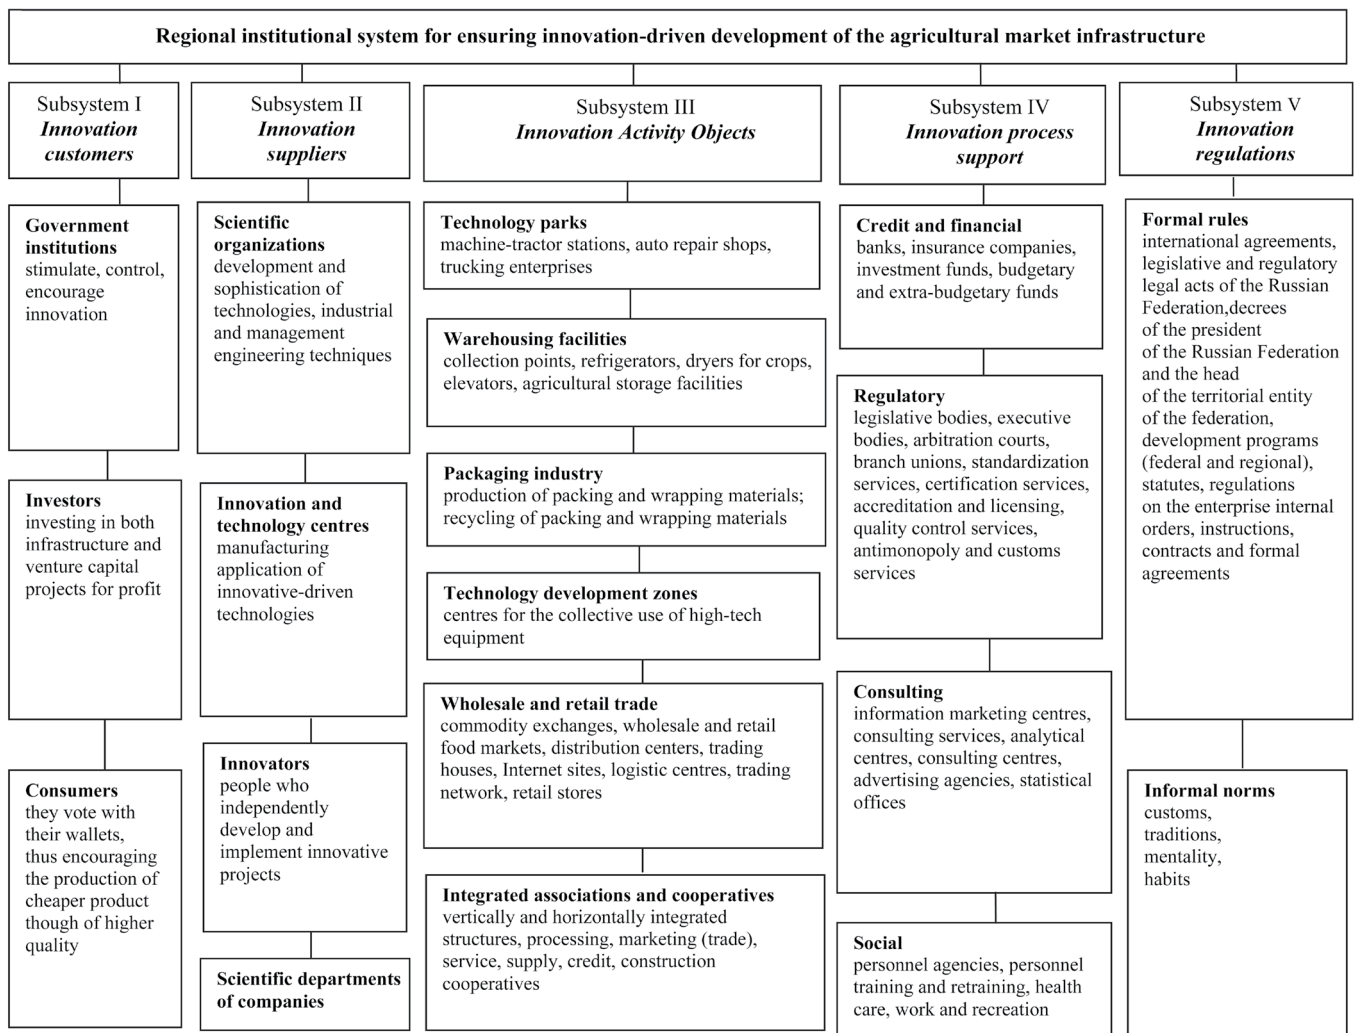 Regional institutional system for ensuring innovation-driven development of the agricultural market infrastructure
Subsystem I
Innovation
customers
Government
institutions
stimulate, control,
encourage
innovation
Investors
investing in both
infrastructure and
venture capital
projects for profit
Consumers
they vote with
their wallets,
thus encouraging
the production of
cheaper product
though of higher
quality
Subsystem II
Innovation
suppliers
Scientific
organizations
development and
sophistication of
technologies, industrial
and management
engineering techniques
Innovation and
technology centres
manufacturing
application of
innovative-driven
technologies
Innovators
people who
independently
develop and
implement innovative
projects
Scientific departments
of companies
Subsystem III
Innovation Activity Objects
Technology parks
machine-tractor stations, auto repair shops,
trucking enterprises
Warehousing facilities
collection points, refrigerators, dryers for crops,
elevators, agricultural storage facilities
Packaging industry
production of packing and wrapping materials;
recycling of packing and wrapping materials
Technology development zones
centres for the collective use of high-tech
equipment
Wholesale and retail trade
commodity exchanges, wholesale and retail
food markets, distribution centers, trading
houses, Internet sites, logistic centres, trading
network, retail stores
Integrated associations and cooperatives
vertically and horizontally integrated
structures, processing, marketing (trade),
service, supply, credit, construction
cooperatives
Subsystem IV
Innovation process
support
Credit and financial
banks, insurance companies,
investment funds, budgetary
and extra-budgetary funds
Regulatory
legislative bodies, executive
bodies, arbitration courts,
branch unions, standardization
services, certification services,
accreditation and licensing,
quality control services,
antimonopoly and customs
services
Consulting
information marketing centres,
consulting services, analytical
centres, consulting centres,
advertising agencies, statistical
offices
Social
personnel agencies, personnel
training and retraining, health
care, work and recreation
Subsystem V
Innovation
regulations
Formal rules
international agreements,
legislative and regulatory
legal acts of the Russian
Federation,decrees
of the president
of the Russian Federation
and the head
of the territorial entity
of the federation,
development programs
(federal and regional),
statutes, regulations
on the enterprise internal
orders, instructions,
contracts and formal
agreements
Informal norms
customs,
traditions,
mentality,
habits